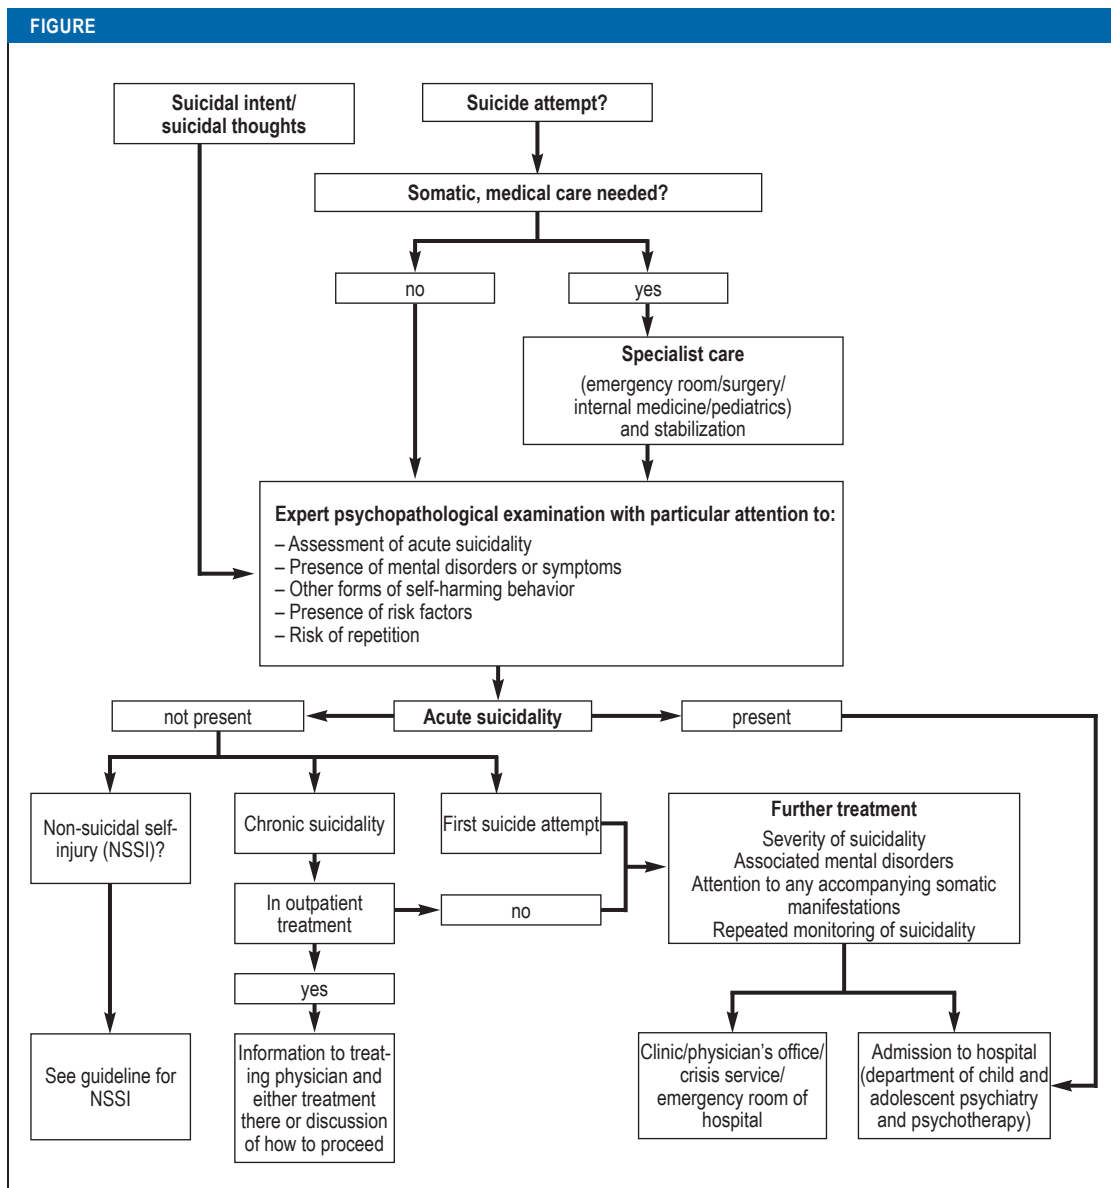 FIGURE
Suicidal intent/
suicidal thoughts
Suicide attempt?
Somatic, medical care needed?
no
yes
Specialist care
(emergency room/surgery/
internal medicine/pediatrics)
and stabilization
Expert psychopathological examination with particular attention to:
– Assessment of acute suicidality
– Presence of mental disorders or symptoms
– Other forms of self-harming behavior
– Presence of risk factors
– Risk of repetition
not present
Acute suicidality
present
Non-suicidal self-
injury (NSSI)?
Chronic suicidality
First suicide attempt
Further treatment
Severity of suicidality
Associated mental disorders
Attention to any accompanying somatic
manifestations
Repeated monitoring of suicidality
In outpatient
treatment
no
yes
See guideline for
NSSI
Information to treat-
ing physician and
either treatment
there or discussion
of how to proceed
Clinic/physician's office/
crisis service/
emergency room of
hospital
Admission to hospital
(department of child and
adolescent psychiatry
and psychotherapy)